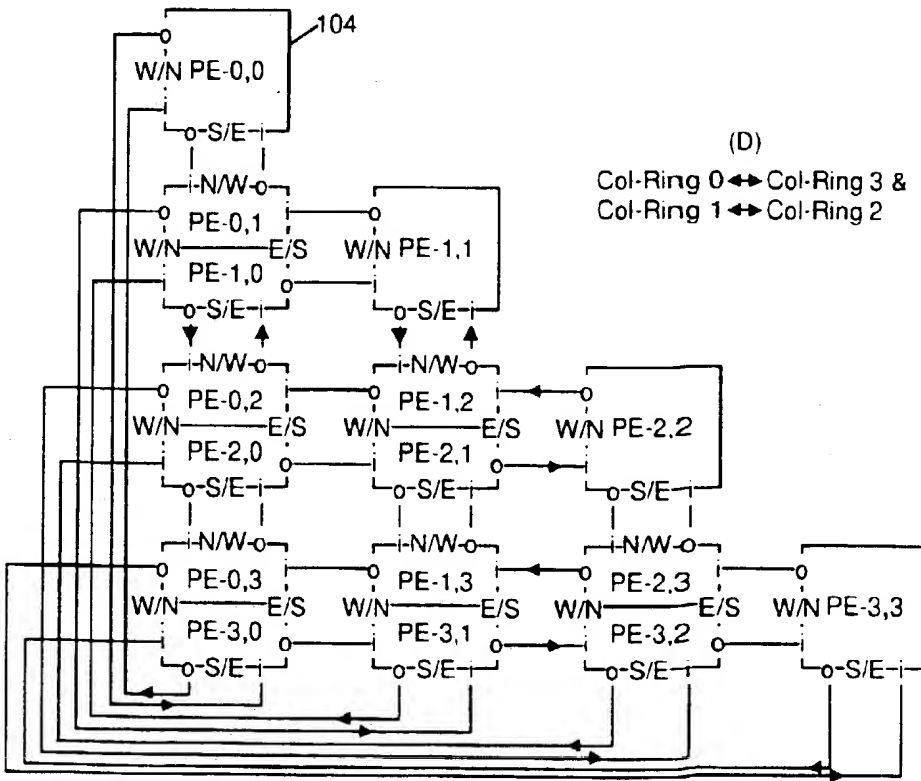 104
o
W/N PE-0,0
i
o-S/E-i
(D)
Col-Ring 0 ↔ Col-Ring 3 &
Col-Ring 1 ↔ Col-Ring 2
i-N/W-o
o PE-0,1 i o
W/N E/S W/N PE-1,1
i PE-1,0 o i
o-S/E-i o-S/E-i
i-N/W-o i-N/W-o
o PE-0,2 i o PE-1,2 i o
W/N E/S W/N E/S W/N PE-2,2
i PE-2,0 o i PE-2,1 o i
o-S/E-i o-S/E-i o-S/E-i
i-N/W-o i-N/W-o i-N/W-o
o PE-0,3 i o PE-1,3 i o PE-2,3 i o
W/N E/S W/N E/S W/N E/S W/N PE-3,3
i PE-3,0 o i PE-3,1 o i PE-3,2 o i
o-S/E-i o-S/E-i o-S/E-i o-S/E-i